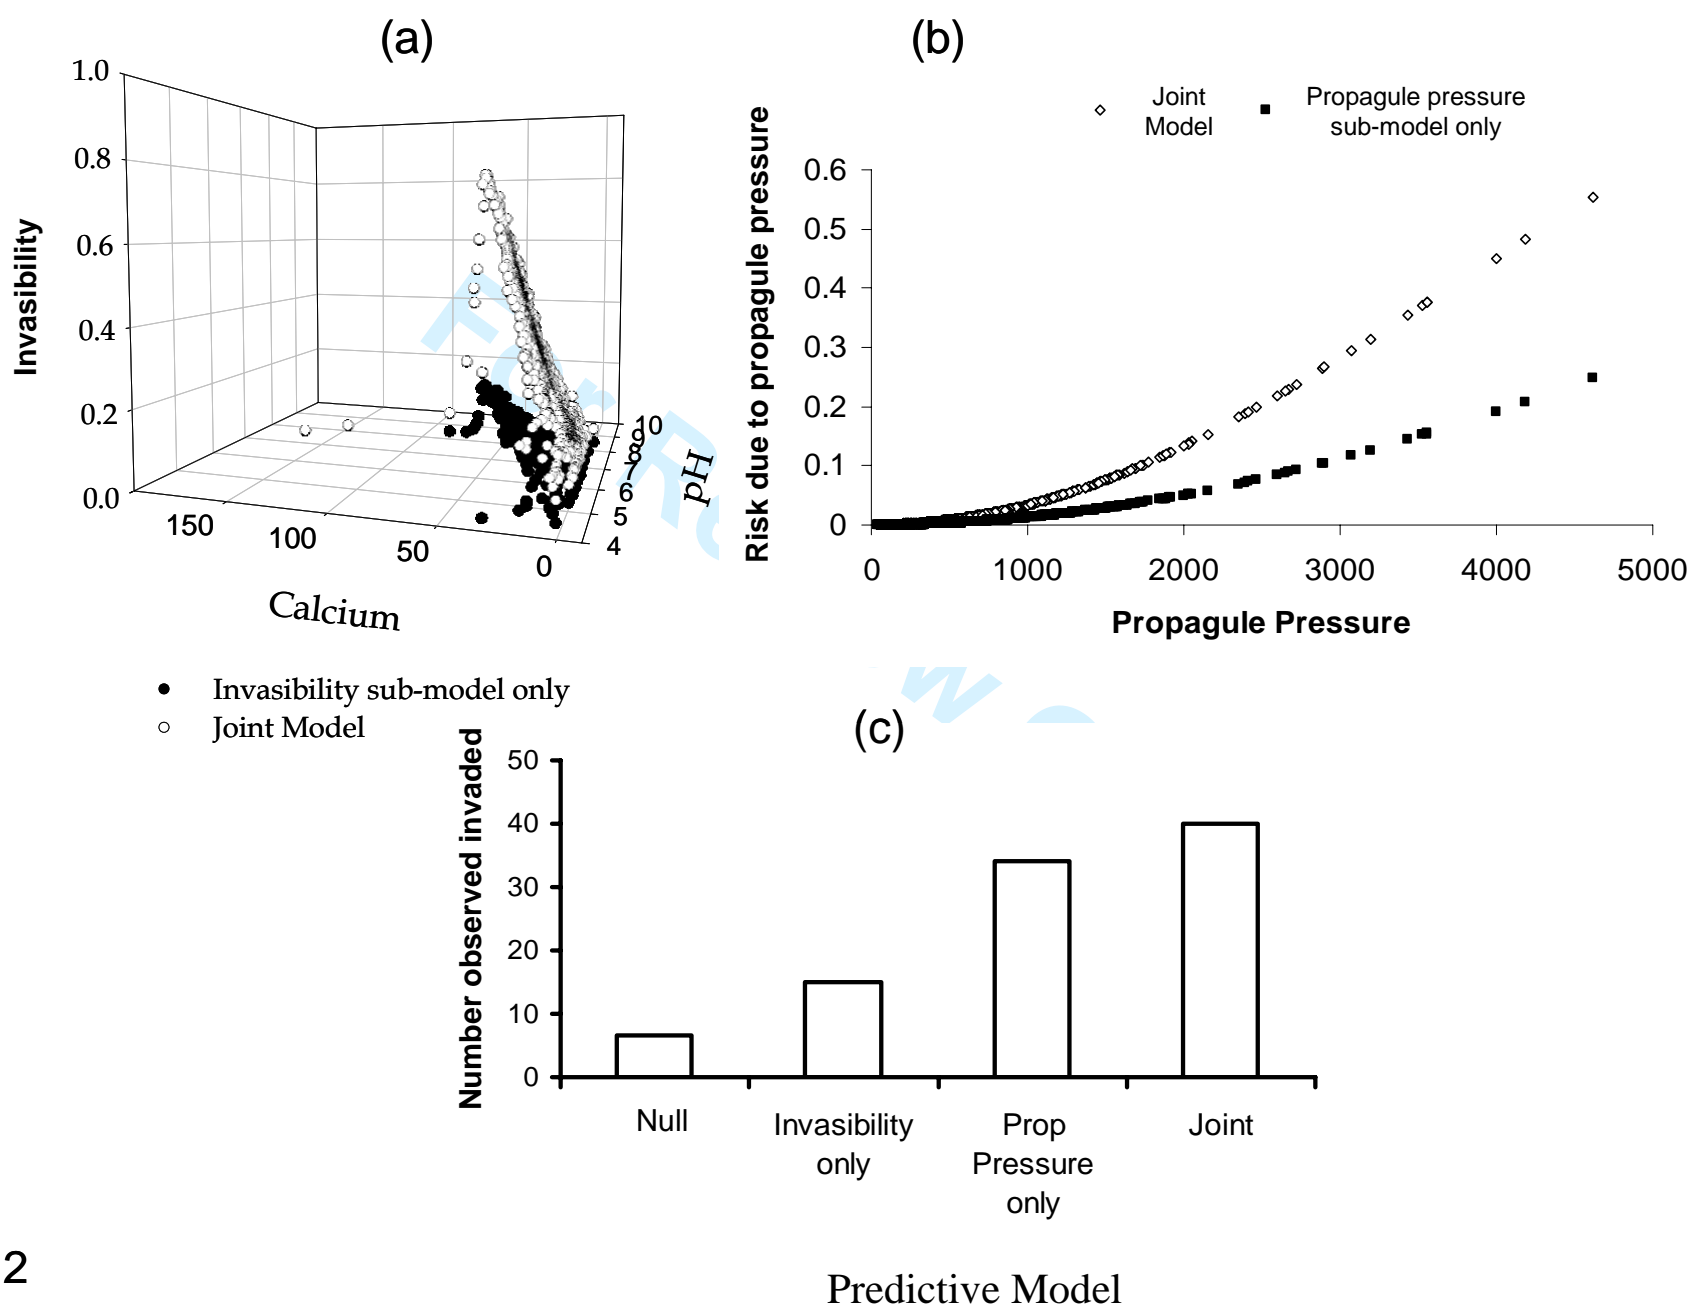 (a)
1.0
0.8
0.6
0.4
0.2
0.0
Invasibility
150
100
50
0
Calcium
10
9
8
7
6
5
4
pH
Invasibility sub-model only
Joint Model
(b)
Joint
Model
Propagule pressure
sub-model only
Risk due to propagule pressure
0.6
0.5
0.4
0.3
0.2
0.1
0
0 1000 2000 3000 4000 5000
Propagule Pressure
(c)
Number observed invaded
50
40
30
20
10
0
Null
Invasibility
only
Prop
Pressure
only
Joint
2
Predictive Model